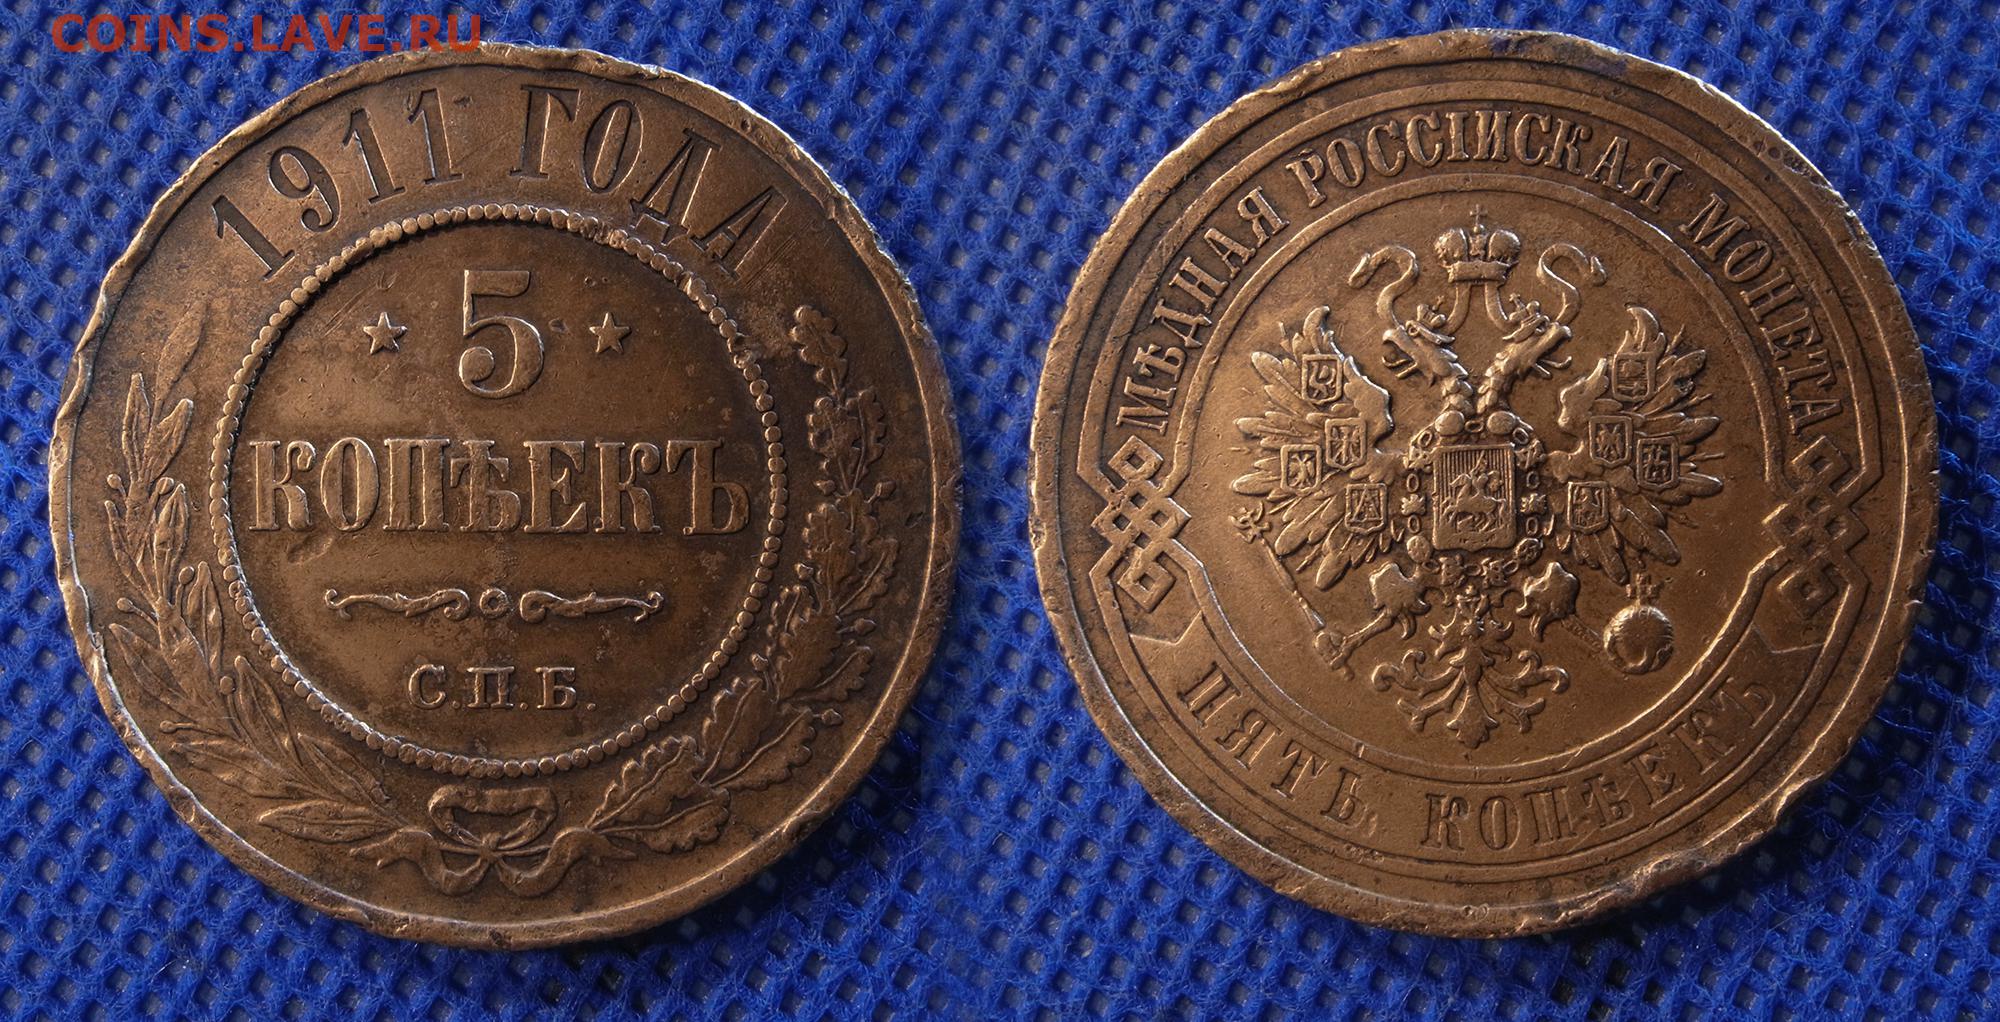 COINS.LAVE.RU
1911 ГОДА
5
КОПѢЕКЪ
С.П.Б.
МѢДНАЯ РОССIЙСКАЯ МОНЕТА
ПЯТЬ КОПѢЕКЪ